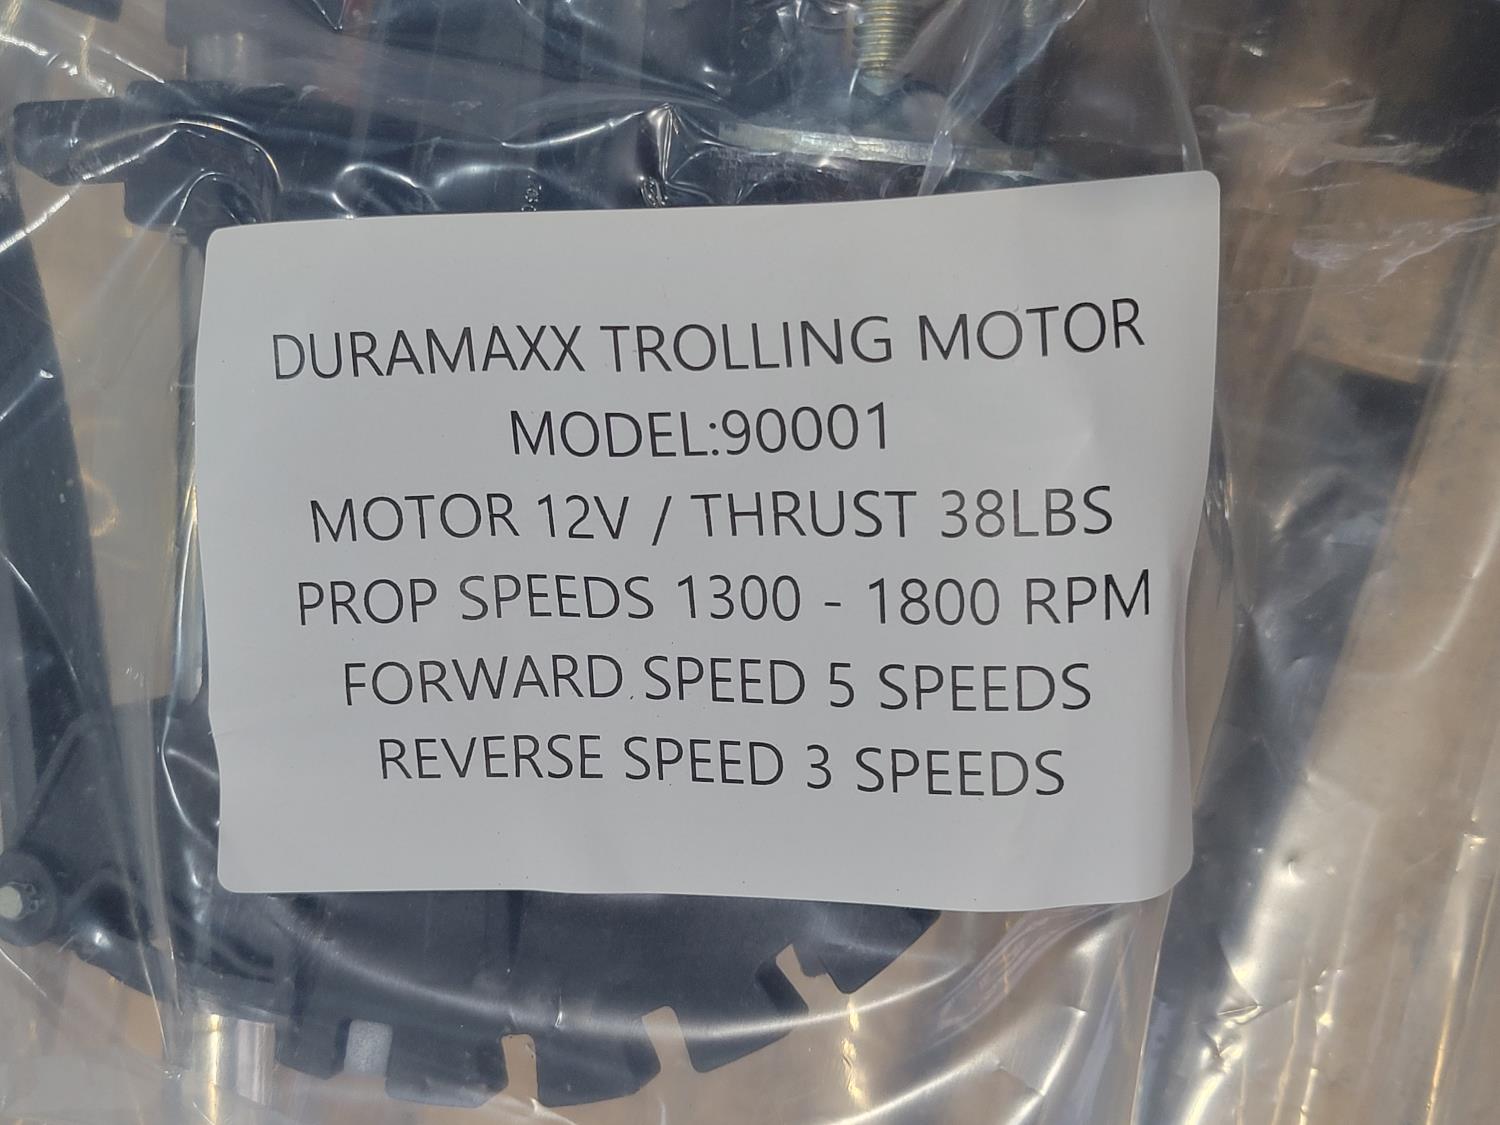 DURAMAXX TROLLING MOTOR
MODEL:90001
MOTOR 12V / THRUST 38LBS
PROP SPEEDS 1300 - 1800 RPM
FORWARD SPEED 5 SPEEDS
REVERSE SPEED 3 SPEEDS